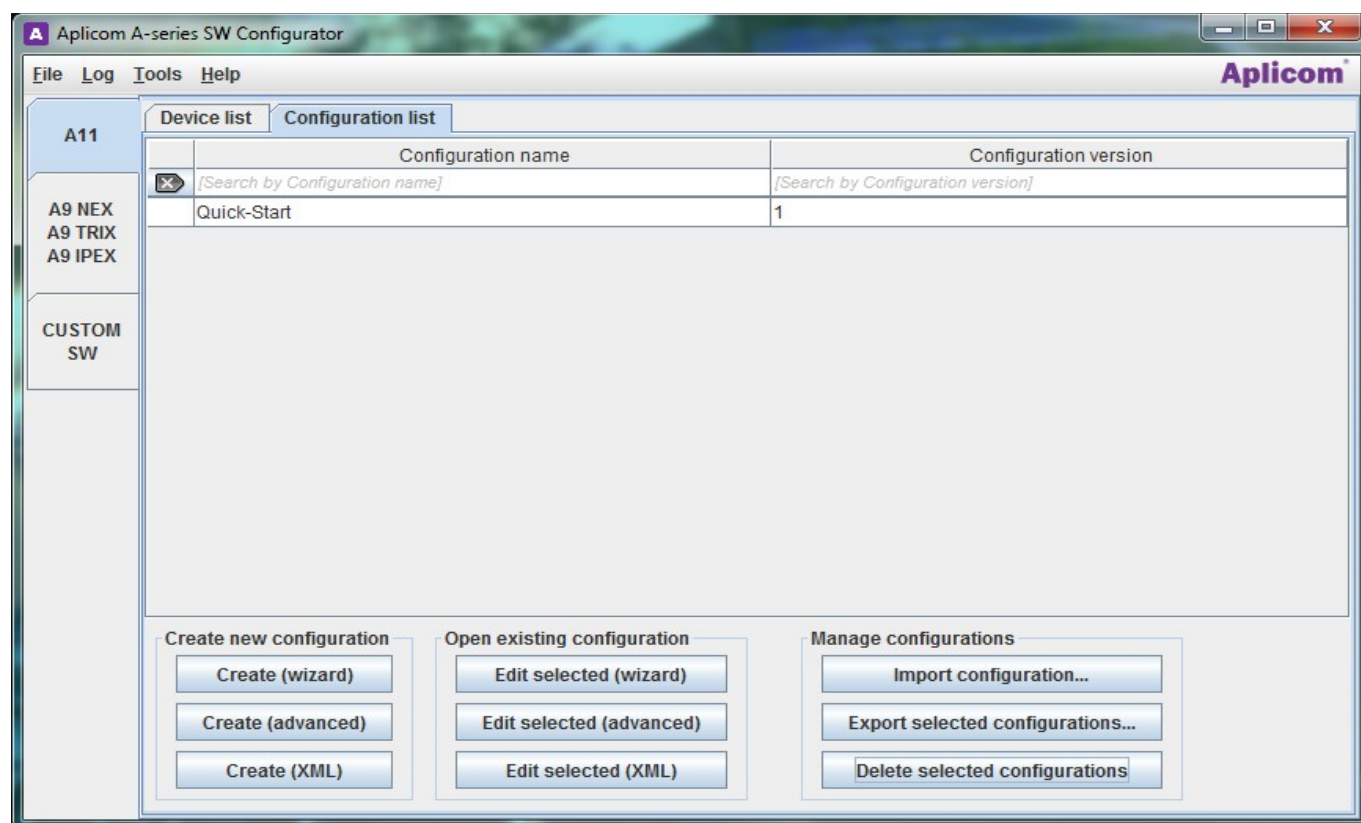 A Aplicom A-series SW Configurator
File Log Tools Help
Aplicom
A11
A9 NEX
A9 TRIX
A9 IPEX
CUSTOM
SW
Device list Configuration list
Configuration name Configuration version
[Search by Configuration name] [Search by Configuration version]
Quick-Start 1
Create new configuration Open existing configuration Manage configurations
Create (wizard) Edit selected (wizard) Import configuration...
Create (advanced) Edit selected (advanced) Export selected configurations...
Create (XML) Edit selected (XML) Delete selected configurations